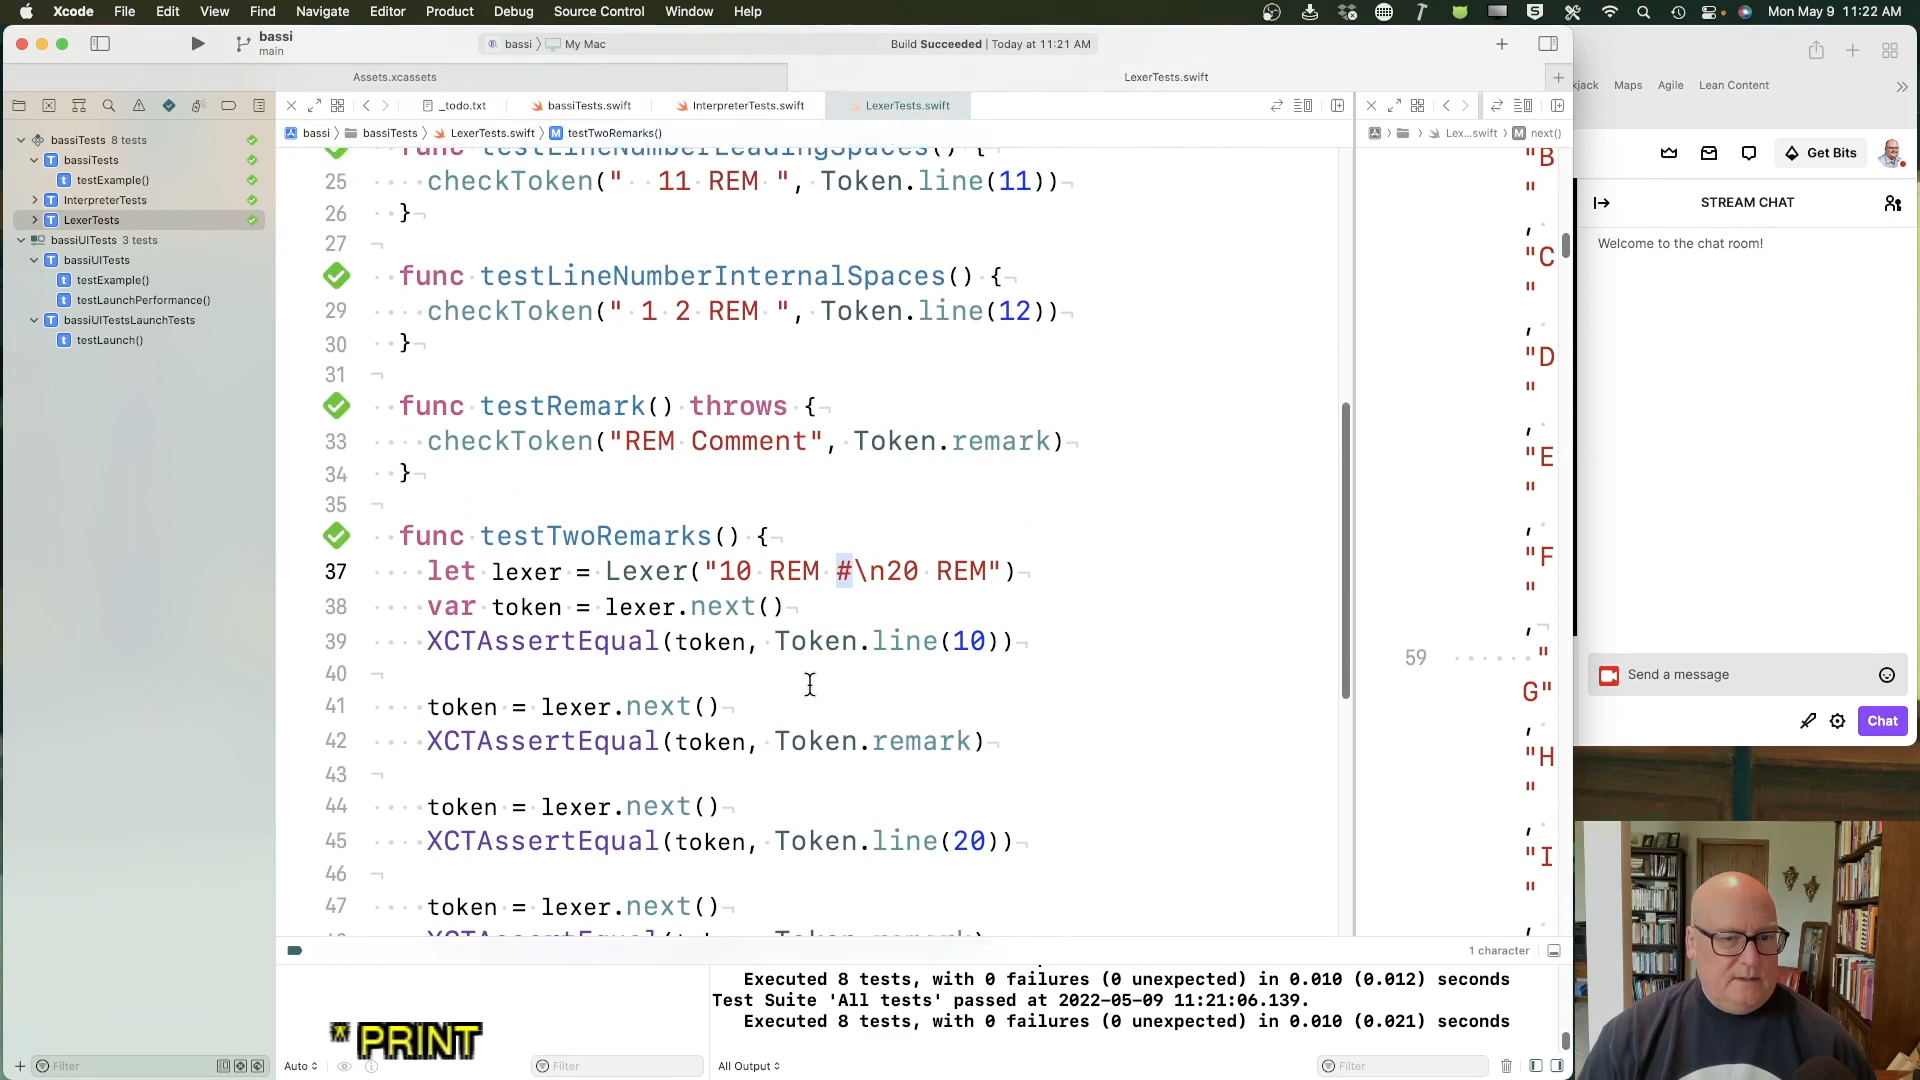 Xcode File Edit View Find Navigate Editor Product Debug Source Control Window Help Mon May 9 11:22 AM
bassi
main
bassi 〉 My Mac
Build Succeeded | Today at 11:21 AM
Assets.xcassets
LexerTests.swift
_todo.txt
bassiTests.swift
InterpreterTests.swift
LexerTests.swift
bassi 〉 bassiTests 〉 LexerTests.swift 〉 M testTwoRemarks()
Lex...swift 〉 M next()
bassiTests 8 tests
bassiTests
testExample()
InterpreterTests
LexerTests
bassiUITests 3 tests
bassiUITests
testExample()
testLaunchPerformance()
bassiUITestsLaunchTests
testLaunch()
func testLineNumberLeadingSpaces() {
25 checkToken("  11 REM ", Token.line(11))
26 }
27
func testLineNumberInternalSpaces() {
29 checkToken(" 1 2 REM ", Token.line(12))
30 }
31
func testRemark() throws {
33 checkToken("REM Comment", Token.remark)
34 }
35
func testTwoRemarks() {
37 let lexer = Lexer("10 REM #\n20 REM")
38 var token = lexer.next()
39 XCTAssertEqual(token, Token.line(10))
40
41 token = lexer.next()
42 XCTAssertEqual(token, Token.remark)
43
44 token = lexer.next()
45 XCTAssertEqual(token, Token.line(20))
46
47 token = lexer.next()
XCTAssertEqual(token, Token.remark)
"B
"
,
"C
"
,
"D
"
,
"E
"
,
"F
"
,
59 "
G"
,
"H
"
,
"I
"
,
1 character
Executed 8 tests, with 0 failures (0 unexpected) in 0.010 (0.012) seconds
Test Suite 'All tests' passed at 2022-05-09 11:21:06.139.
Executed 8 tests, with 0 failures (0 unexpected) in 0.010 (0.021) seconds
* PRINT
Filter
Auto
Filter
All Output
Filter
kjack Maps Agile Lean Content
Get Bits
STREAM CHAT
Welcome to the chat room!
Send a message
Chat